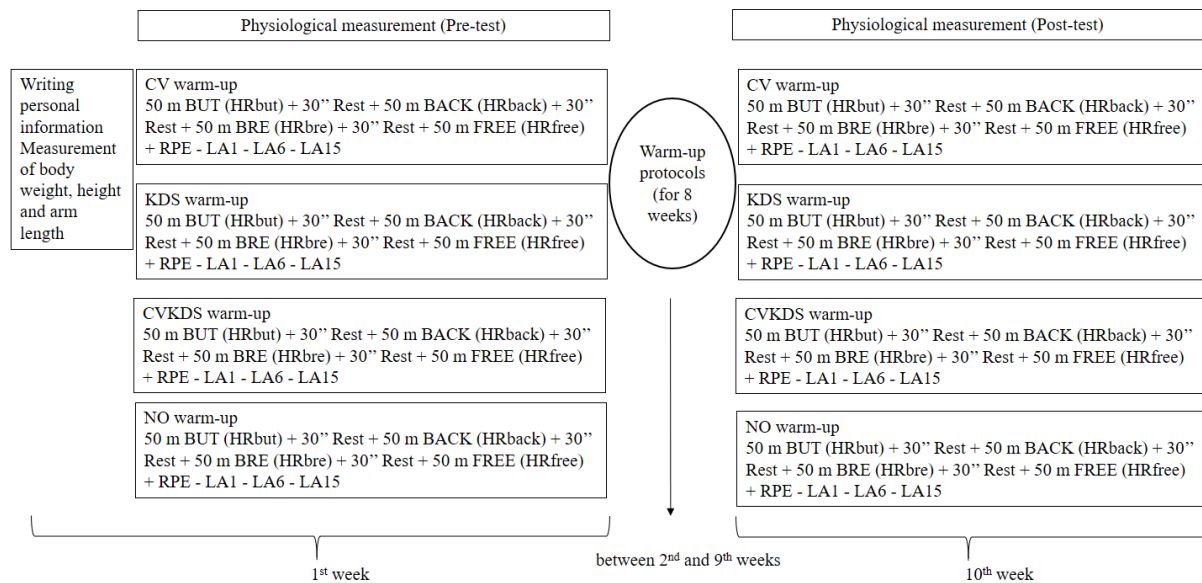 Physiological measurement (Pre-test)
Physiological measurement (Post-test)
Writing
personal
information
Measurement
of body
weight, height
and arm
length
CV warm-up
50 m BUT (HRbut) + 30’’ Rest + 50 m BACK (HRback) + 30’’
Rest + 50 m BRE (HRbre) + 30’’ Rest + 50 m FREE (HRfree)
+ RPE - LA1 - LA6 - LA15
KDS warm-up
50 m BUT (HRbut) + 30’’ Rest + 50 m BACK (HRback) + 30’’
Rest + 50 m BRE (HRbre) + 30’’ Rest + 50 m FREE (HRfree)
+ RPE - LA1 - LA6 - LA15
CVKDS warm-up
50 m BUT (HRbut) + 30’’ Rest + 50 m BACK (HRback) + 30’’
Rest + 50 m BRE (HRbre) + 30’’ Rest + 50 m FREE (HRfree)
+ RPE - LA1 - LA6 - LA15
NO warm-up
50 m BUT (HRbut) + 30’’ Rest + 50 m BACK (HRback) + 30’’
Rest + 50 m BRE (HRbre) + 30’’ Rest + 50 m FREE (HRfree)
+ RPE - LA1 - LA6 - LA15
Warm-up
protocols
(for 8
weeks)
CV warm-up
50 m BUT (HRbut) + 30’’ Rest + 50 m BACK (HRback) + 30’’
Rest + 50 m BRE (HRbre) + 30’’ Rest + 50 m FREE (HRfree)
+ RPE - LA1 - LA6 - LA15
KDS warm-up
50 m BUT (HRbut) + 30’’ Rest + 50 m BACK (HRback) + 30’’
Rest + 50 m BRE (HRbre) + 30’’ Rest + 50 m FREE (HRfree)
+ RPE - LA1 - LA6 - LA15
CVKDS warm-up
50 m BUT (HRbut) + 30’’ Rest + 50 m BACK (HRback) + 30’’
Rest + 50 m BRE (HRbre) + 30’’ Rest + 50 m FREE (HRfree)
+ RPE - LA1 - LA6 - LA15
NO warm-up
50 m BUT (HRbut) + 30’’ Rest + 50 m BACK (HRback) + 30’’
Rest + 50 m BRE (HRbre) + 30’’ Rest + 50 m FREE (HRfree)
+ RPE - LA1 - LA6 - LA15
1st week
between 2nd and 9th weeks
10th week